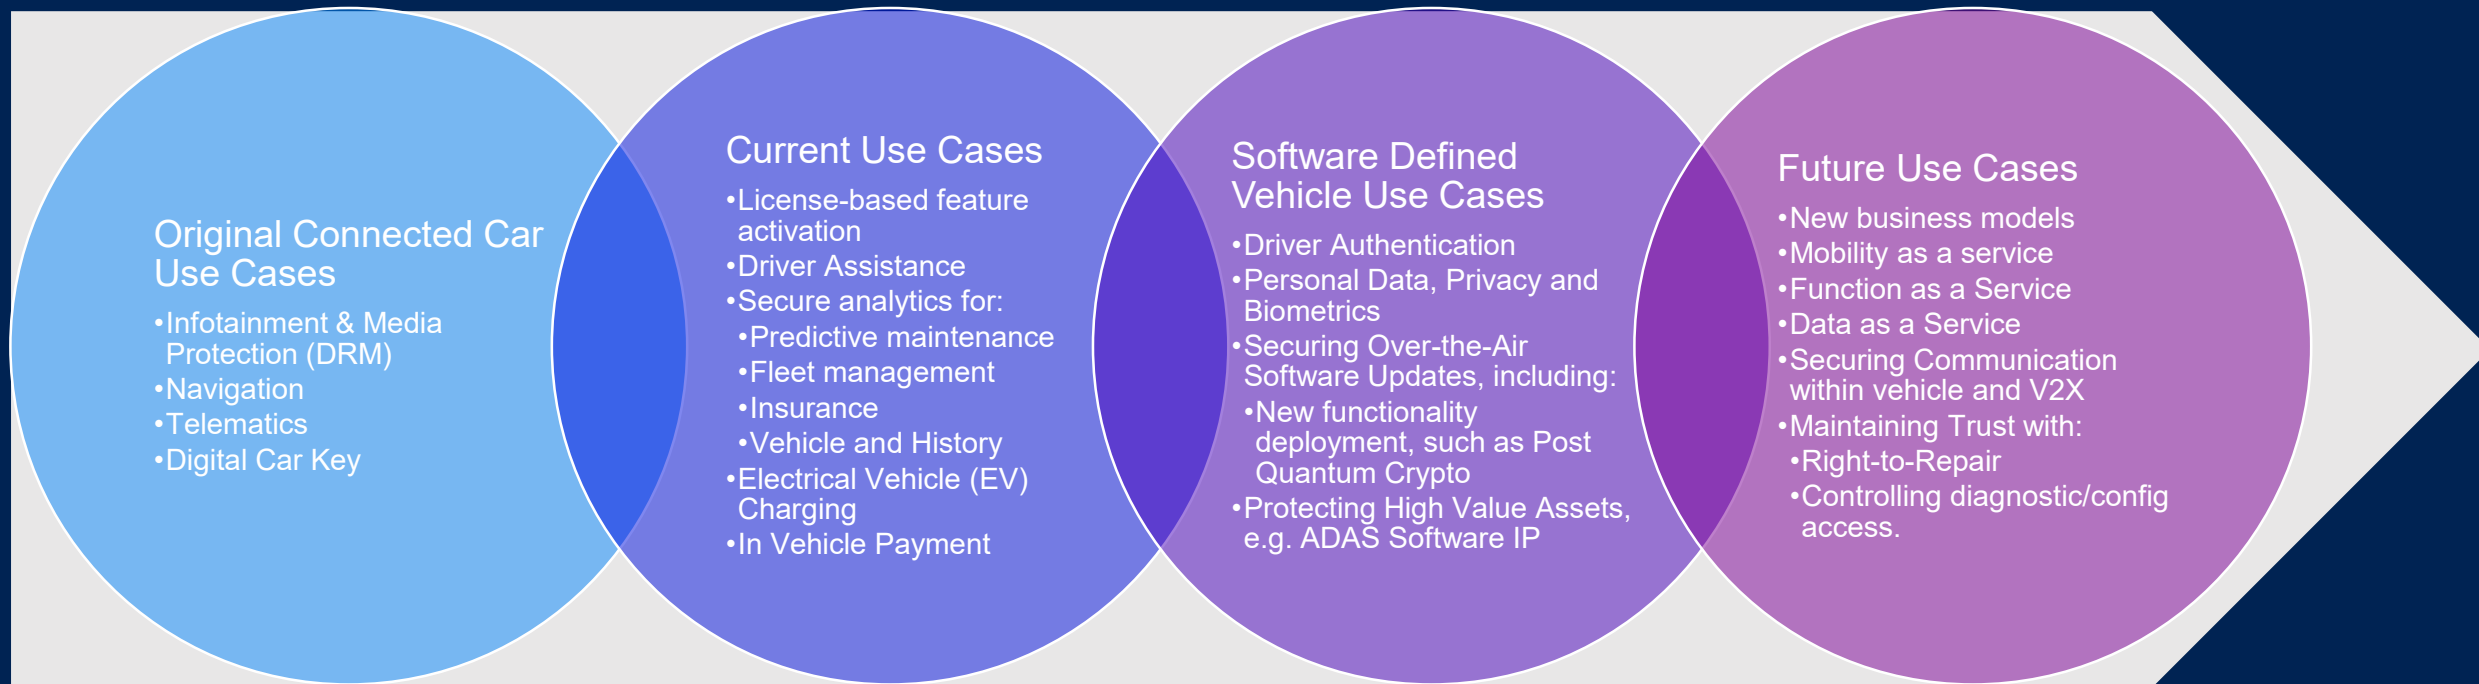 Original Connected Car
Use Cases
•Infotainment & Media
Protection (DRM)
•Navigation
•Telematics
•Digital Car Key
Current Use Cases
•License-based feature
activation
•Driver Assistance
•Secure analytics for:
•Predictive maintenance
•Fleet management
•Insurance
•Vehicle and History
•Electrical Vehicle (EV)
Charging
•In Vehicle Payment
Software Defined
Vehicle Use Cases
•Driver Authentication
•Personal Data, Privacy and
Biometrics
•Securing Over-the-Air
Software Updates, including:
•New functionality
deployment, such as Post
Quantum Crypto
•Protecting High Value Assets,
e.g. ADAS Software IP
Future Use Cases
•New business models
•Mobility as a service
•Function as a Service
•Data as a Service
•Securing Communication
within vehicle and V2X
•Maintaining Trust with:
•Right-to-Repair
•Controlling diagnostic/config
access.